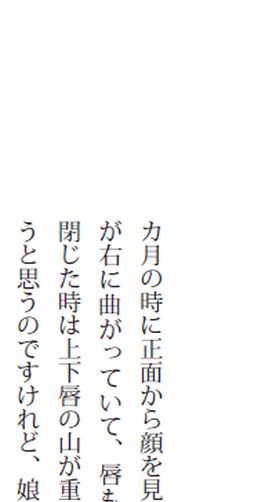 カ月の時に正面から顔を見
が右に曲がっていて、唇も
閉じた時は上下唇の山が重
うと思うのですけれど、娘